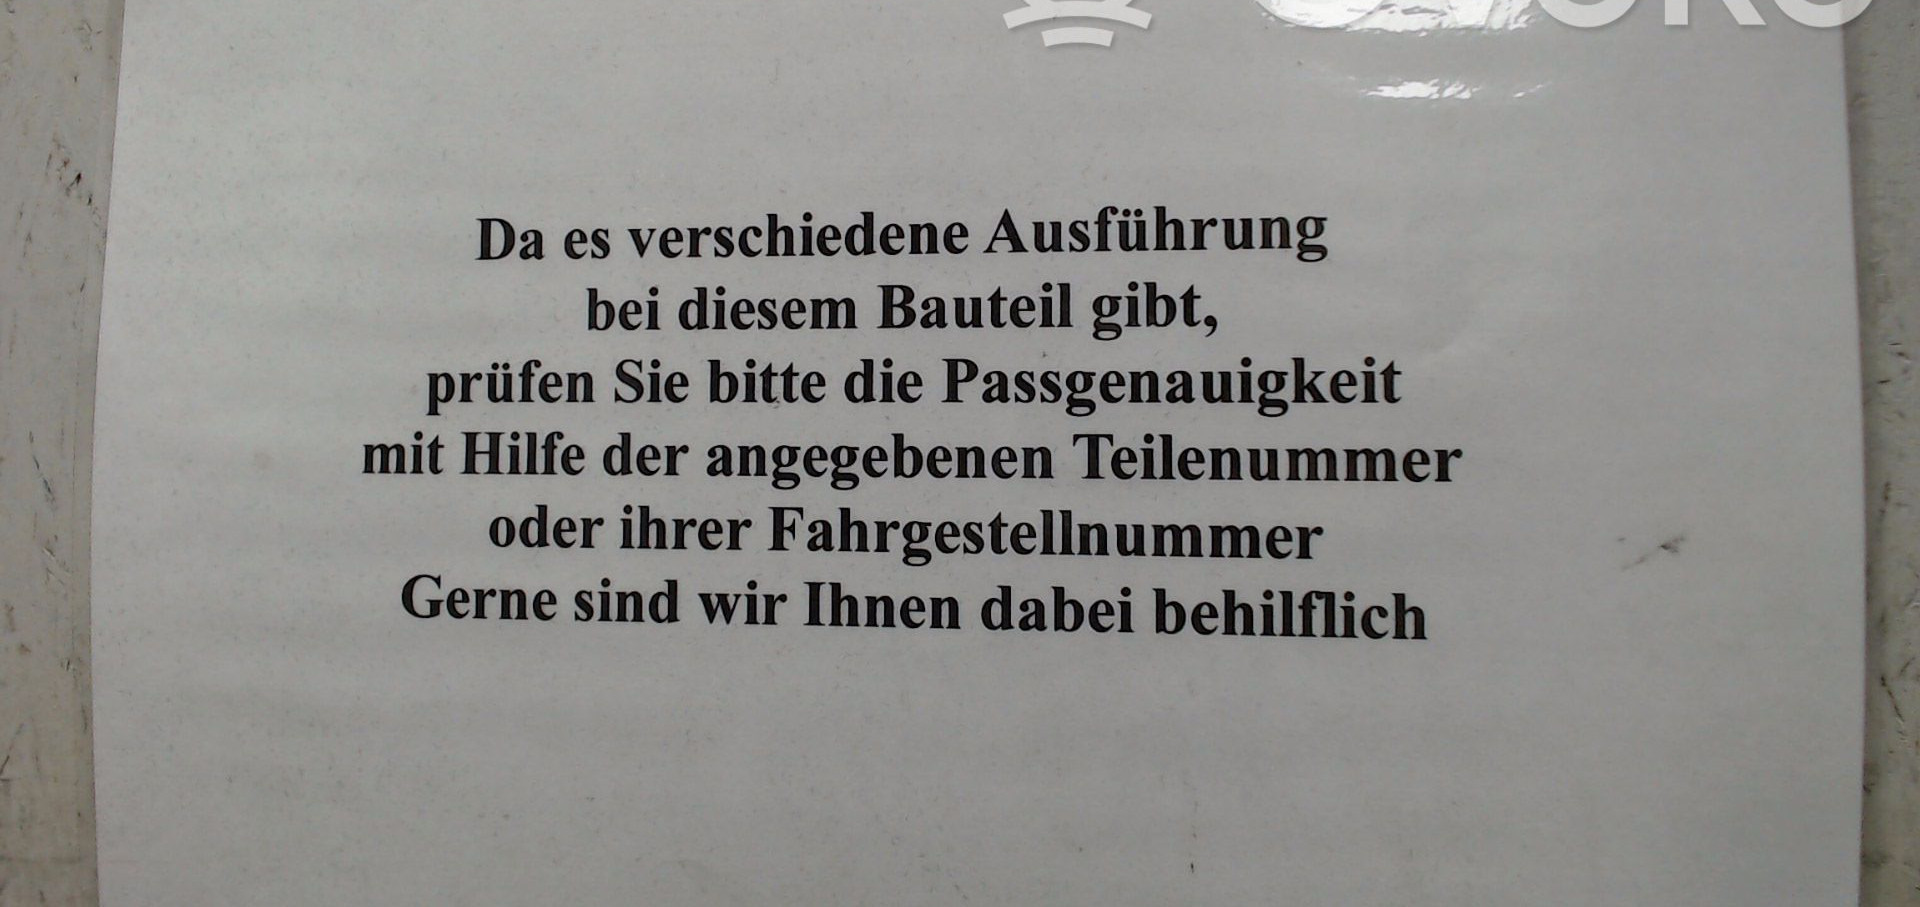 Da es verschiedene Ausführung
bei diesem Bauteil gibt,
prüfen Sie bitte die Passgenauigkeit
mit Hilfe der angegebenen Teilenummer
oder ihrer Fahrgestellnummer
Gerne sind wir Ihnen dabei behilflich